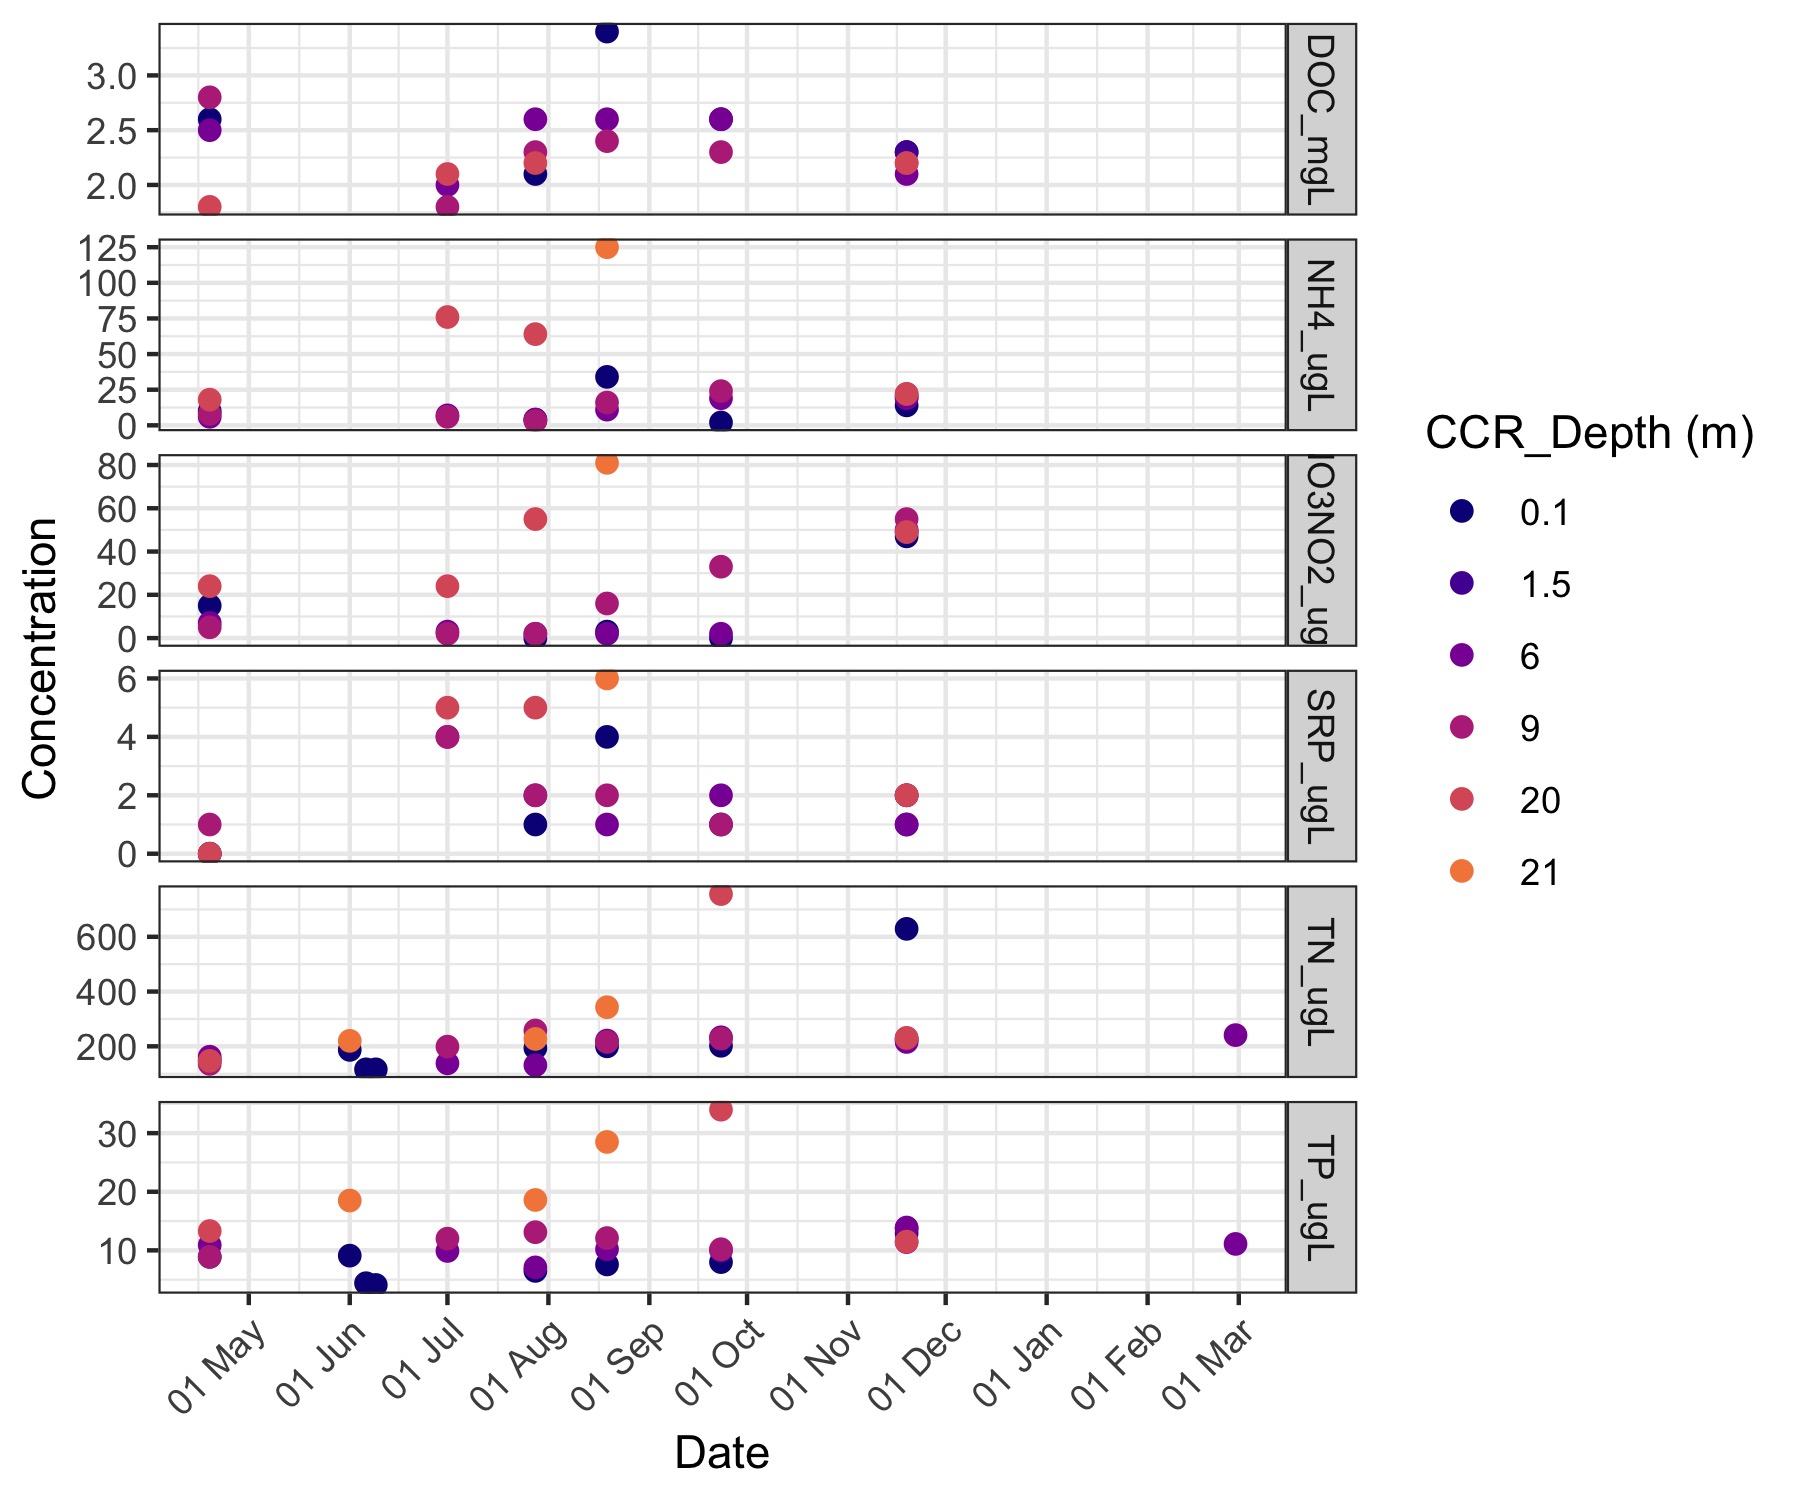 3.0
2.5
2.0
DOC_mgL
125
100
75
50
25
0
NH4_ugL
80
60
40
20
0
IO3NO2_ug
6
4
2
0
SRP_ugL
600
400
200
TN_ugL
30
20
10
TP_ugL
01 May
01 Jun
01 Jul
01 Aug
01 Sep
01 Oct
01 Nov
01 Dec
01 Jan
01 Feb
01 Mar
Date
Concentration
CCR_Depth (m)
0.1
1.5
6
9
20
21